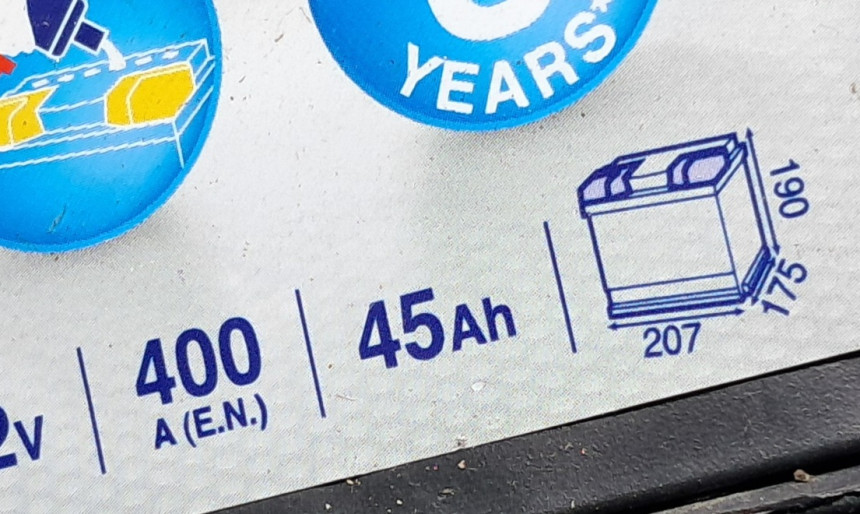 YEARS*
190
175
207
45Ah
400
A (E.N.)
2V